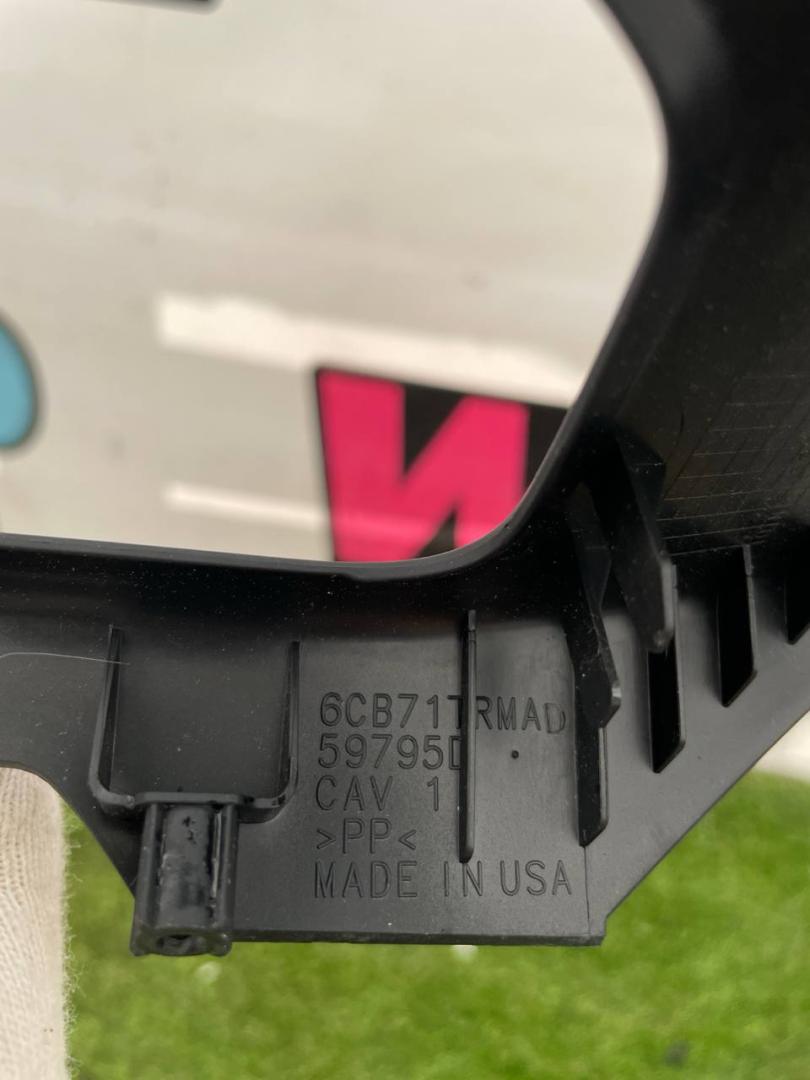 6CB71TRMAD
59795D
CAV 1
>PP<
MADE IN USA